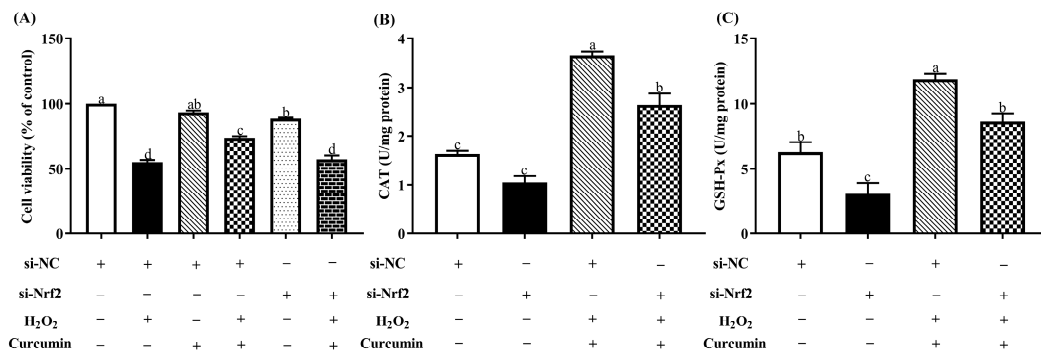 (A)
Cell viability (% of control)
150
100
50
0
a
d
ab
c
b
d
si-NC + + + + − −
si-Nrf2 − − − − + +
H2O2 − + − + − +
Curcumin − − + + − +
(B)
CAT (U/mg protein)
4
3
2
1
0
c
c
a
b
si-NC + − + −
si-Nrf2 − + − +
H2O2 − − + +
Curcumin − − + +
(C)
GSH-Px (U/mg protein)
15
10
5
0
b
c
a
b
si-NC + − + −
si-Nrf2 − + − +
H2O2 − − + +
Curcumin − − + +